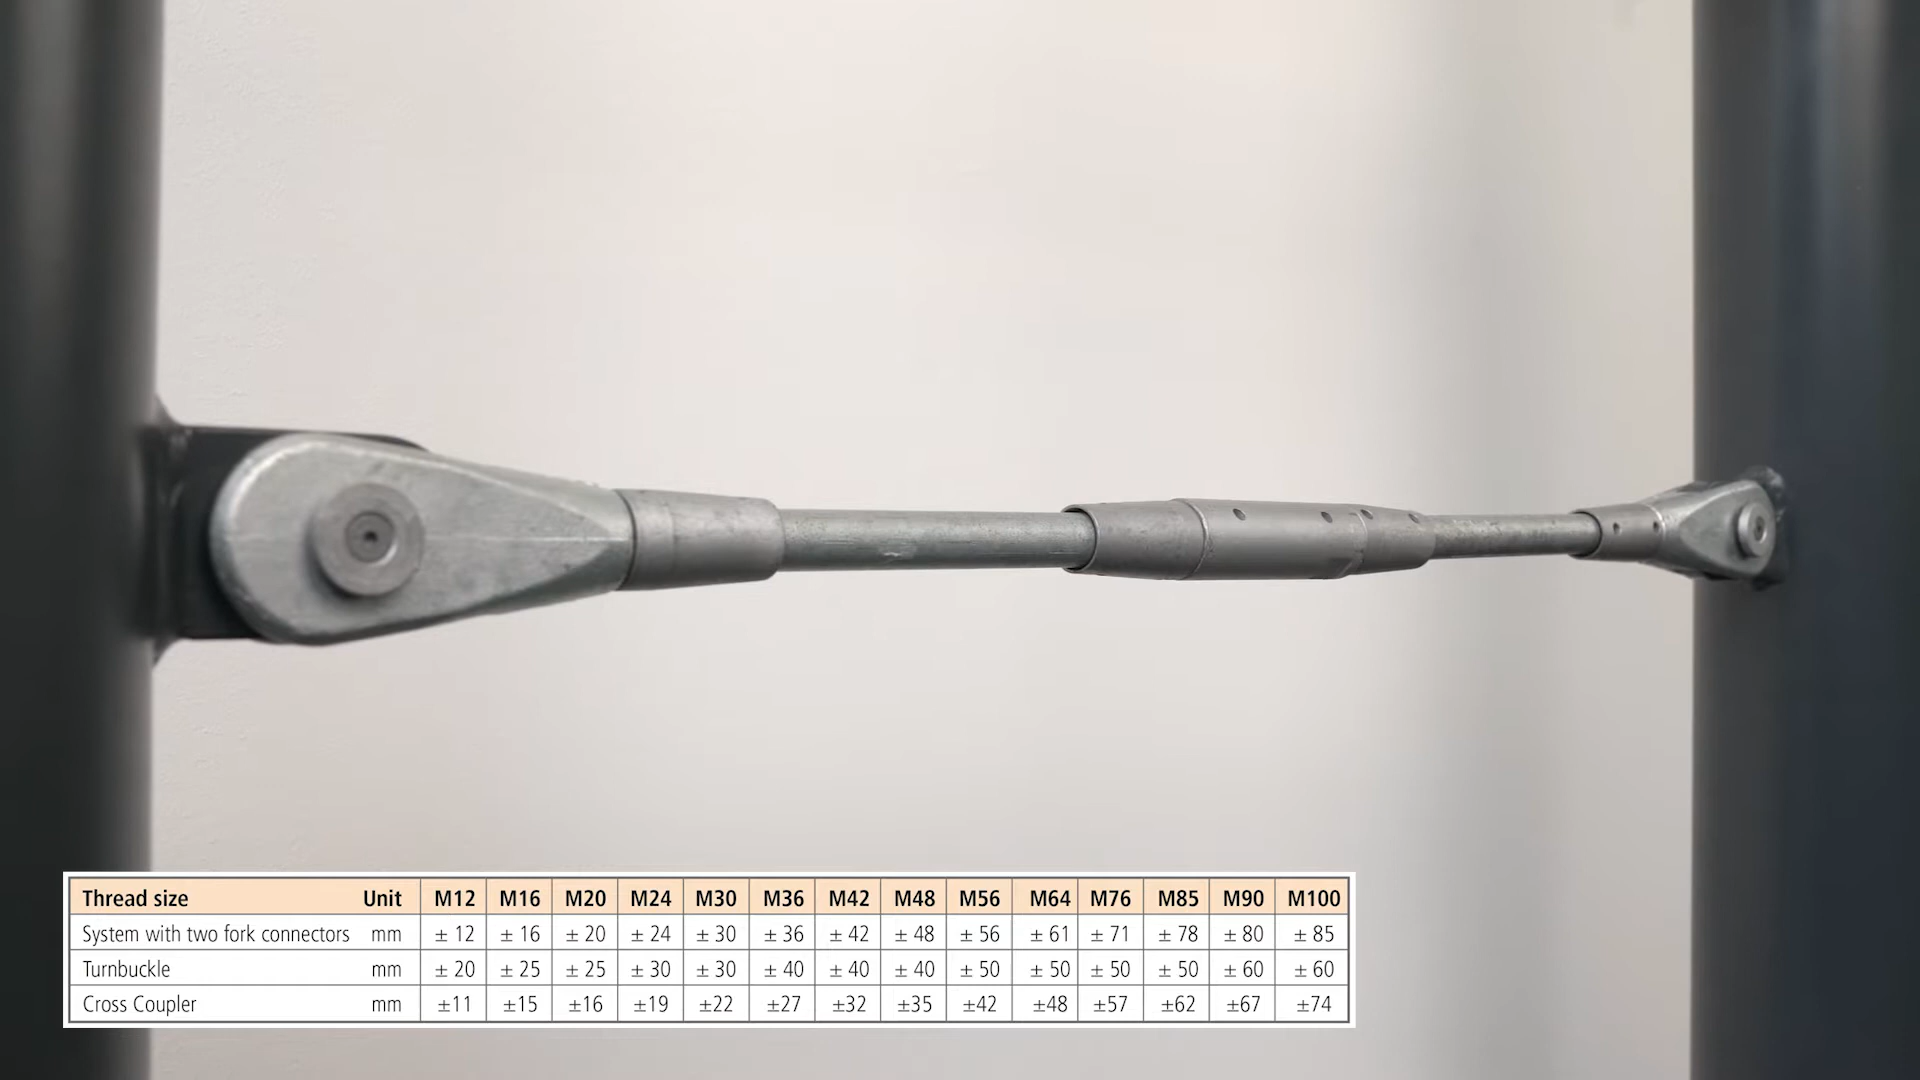 Thread size Unit M12 M16 M20 M24 M30 M36 M42 M48 M56 M64 M76 M85 M90 M100
System with two fork connectors mm ± 12 ± 16 ± 20 ± 24 ± 30 ± 36 ± 42 ± 48 ± 56 ± 61 ± 71 ± 78 ± 80 ± 85
Turnbuckle mm ± 20 ± 25 ± 25 ± 30 ± 30 ± 40 ± 40 ± 40 ± 50 ± 50 ± 50 ± 50 ± 60 ± 60
Cross Coupler mm ±11 ±15 ±16 ±19 ±22 ±27 ±32 ±35 ±42 ±48 ±57 ±62 ±67 ±74